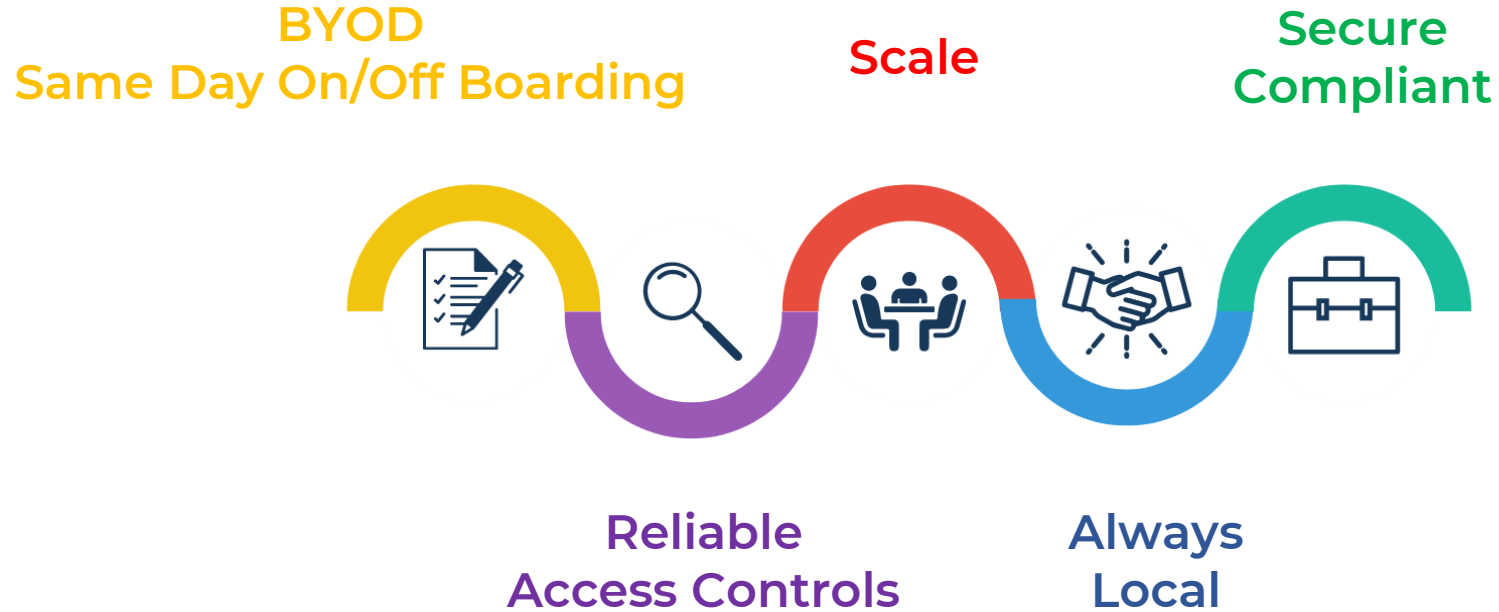 BYOD
Same Day On/Off Boarding
Scale
Secure
Compliant
Reliable
Access Controls
Always
Local